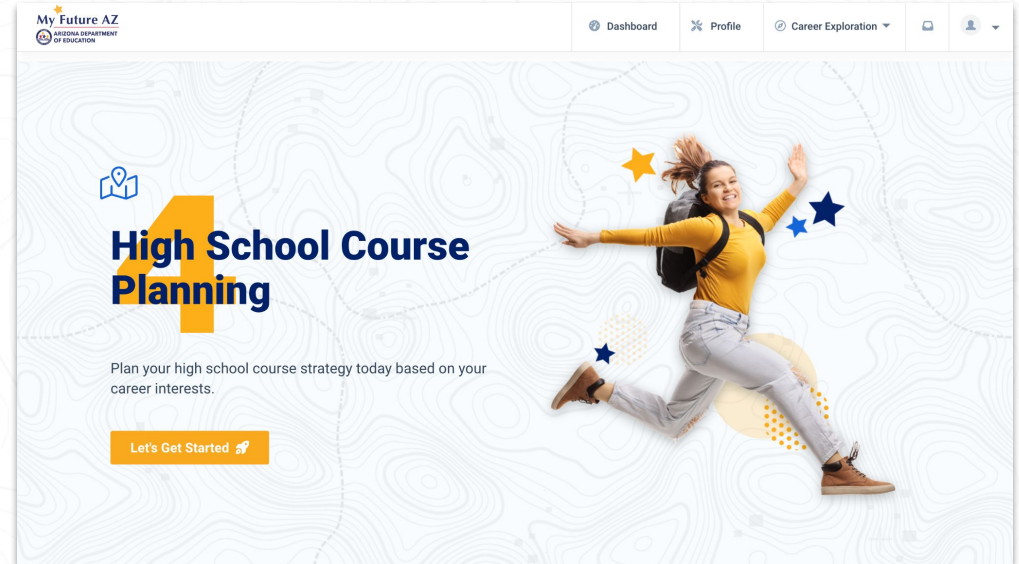 My Future AZ
ARIZONA DEPARTMENT
OF EDUCATION
Dashboard
Profile
Career Exploration
4
High School Course
Planning
Plan your high school course strategy today based on your
career interests.
Let's Get Started